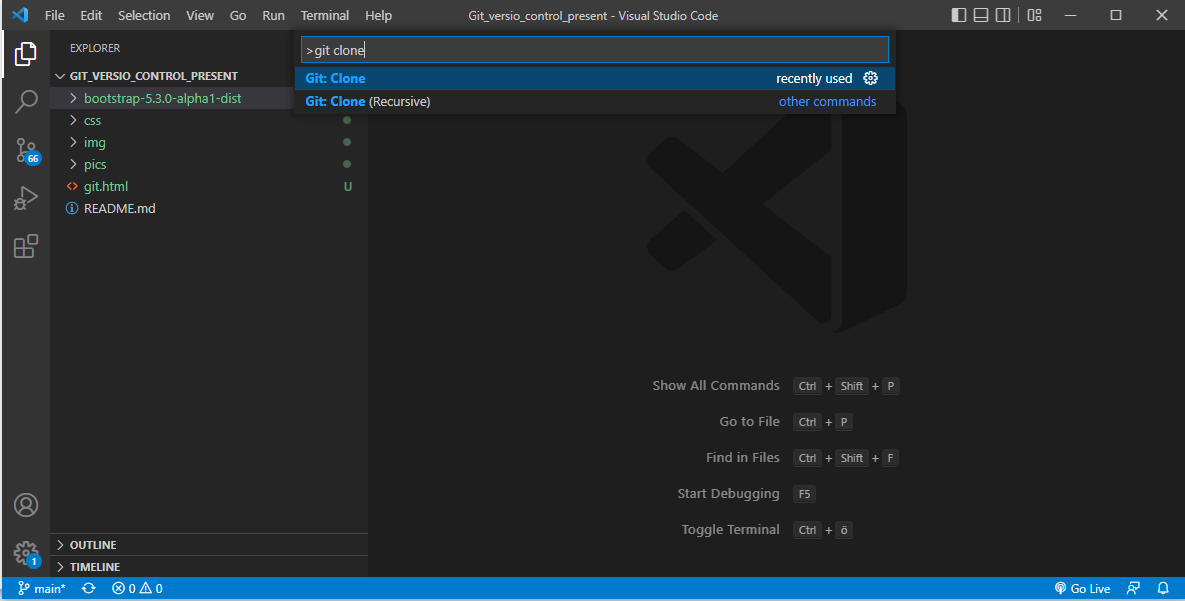 File Edit Selection View Go Run Terminal Help Git_versio_control_present - Visual Studio Code
>git clone
Git: Clone recently used
Git: Clone (Recursive) other commands
EXPLORER
GIT_VERSIO_CONTROL_PRESENT
bootstrap-5.3.0-alpha1-dist
css
img
pics
git.html U
README.md
66
Show All Commands Ctrl + Shift + P
Go to File Ctrl + P
Find in Files Ctrl + Shift + F
Start Debugging F5
Toggle Terminal Ctrl + ö
OUTLINE
TIMELINE
1
main* 0 0 Go Live